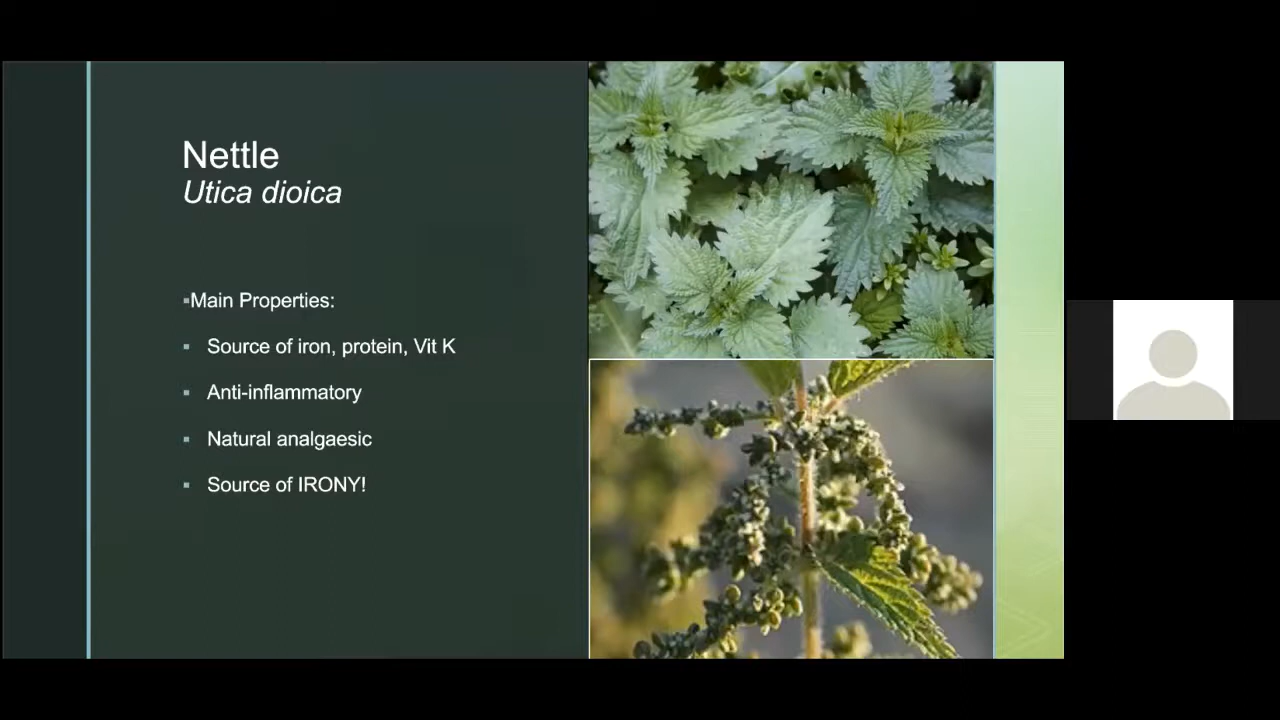 Nettle
Utica dioica
▪Main Properties:
▪ Source of iron, protein, Vit K
▪ Anti-inflammatory
▪ Natural analgaesic
▪ Source of IRONY!